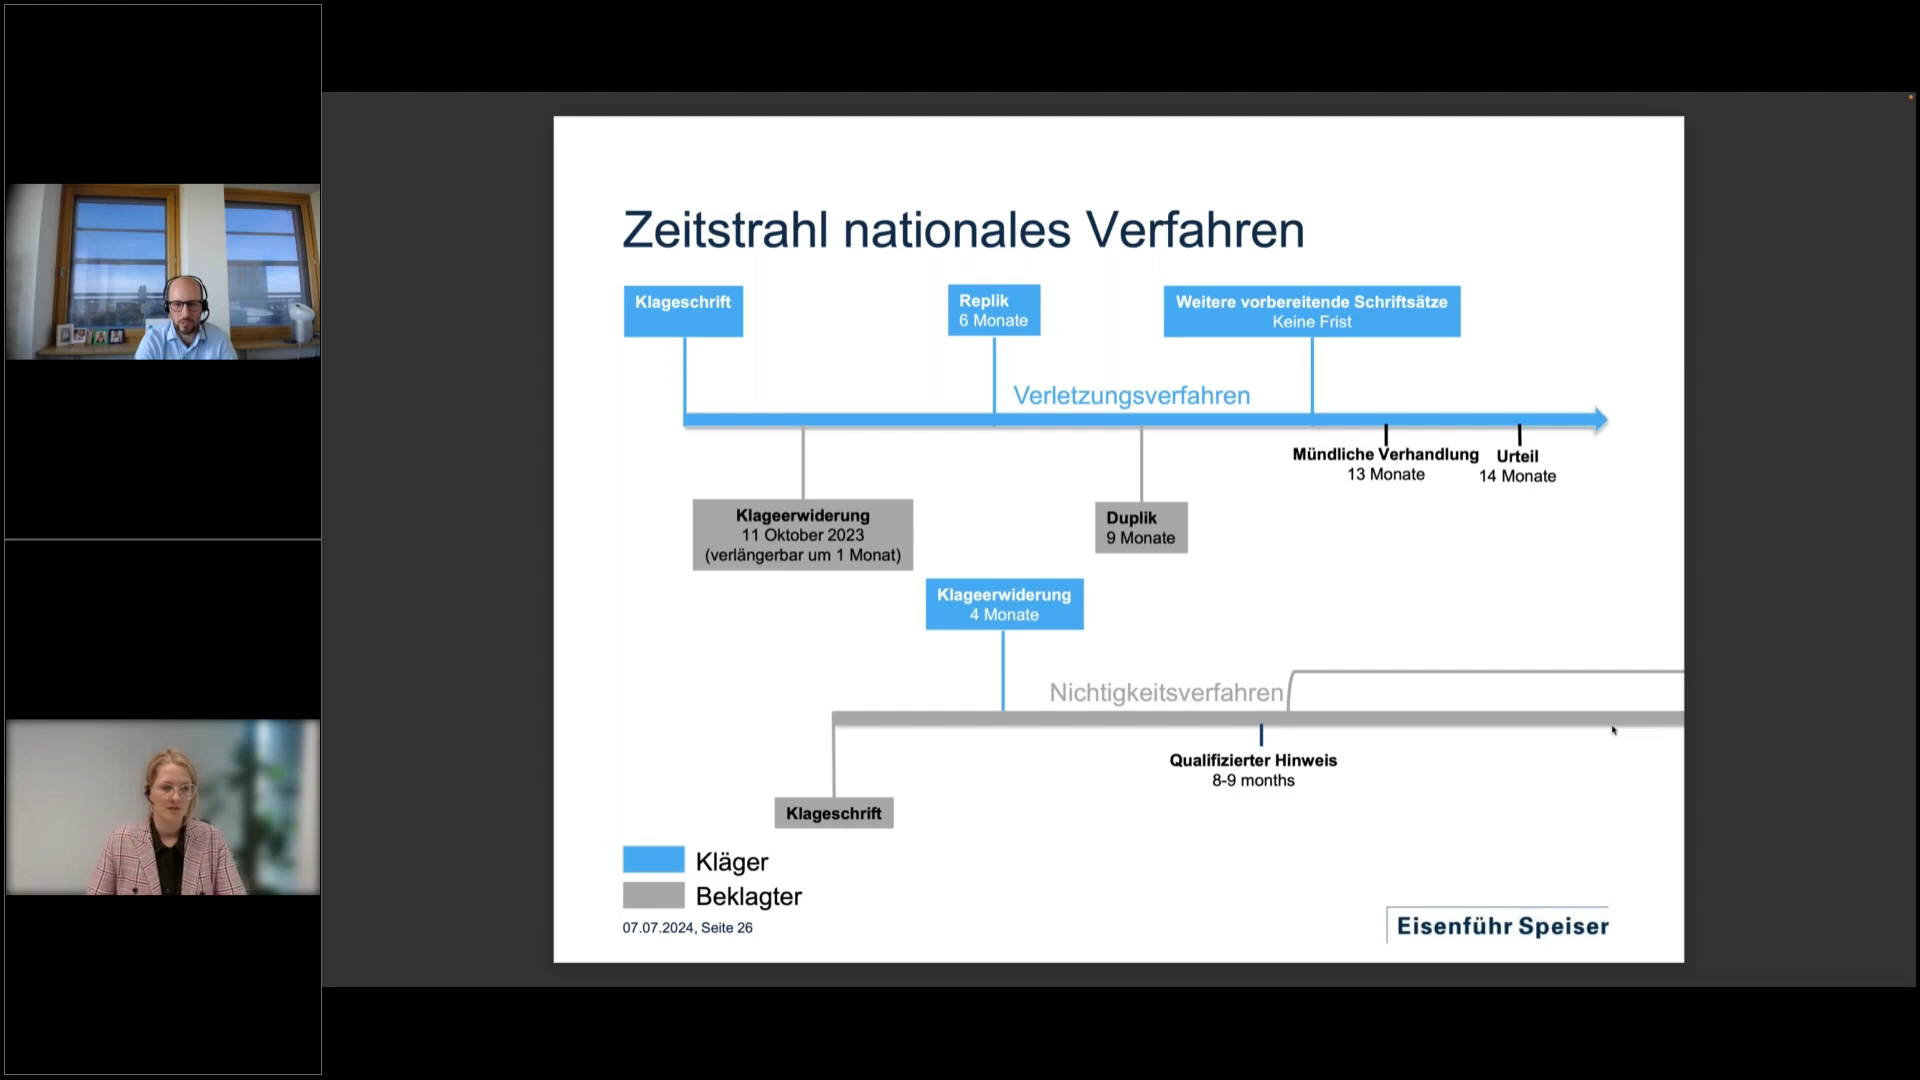 Zeitstrahl nationales Verfahren
Klageschrift
Replik
6 Monate
Weitere vorbereitende Schriftsätze
Keine Frist
Verletzungsverfahren
Mündliche Verhandlung
13 Monate
Urteil
14 Monate
Klageerwiderung
11 Oktober 2023
(verlängerbar um 1 Monat)
Duplik
9 Monate
Klageerwiderung
4 Monate
Nichtigkeitsverfahren
Qualifizierter Hinweis
8-9 months
Klageschrift
Kläger
Beklagter
07.07.2024, Seite 26
Eisenführ Speiser